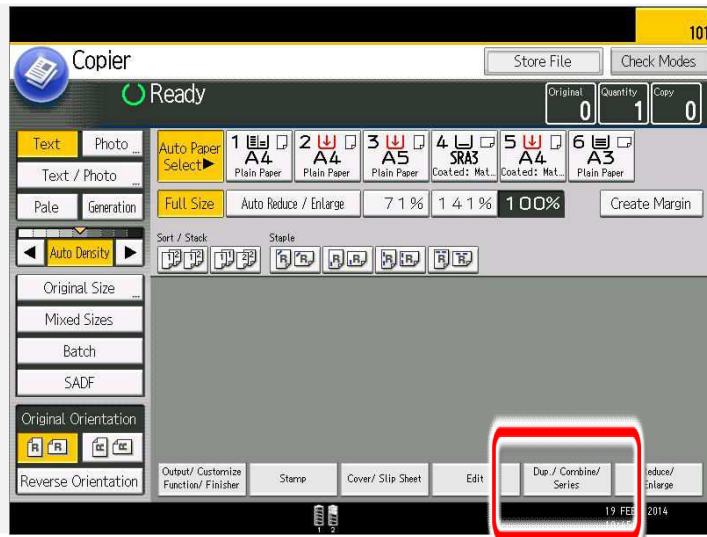 101
Copier
Store File
Check Modes
Ready
Original
0
Quantity
1
Copy
0
Text
Photo
Text / Photo
Pale
Generation
Auto Density
Original Size
Mixed Sizes
Batch
SADF
Original Orientation
R R
R R
Reverse Orientation
Auto Paper
Select►
1
A4
Plain Paper
2
A4
Plain Paper
3
A5
Plain Paper
4
SRA3
Coated: Mat...
5
A4
Coated: Mat...
6
A3
Plain Paper
Full Size
Auto Reduce / Enlarge
71%
141%
100%
Create Margin
Sort / Stack
Staple
Output/ Customize
Function/ Finisher
Stamp
Cover/ Slip Sheet
Edit
Dup./ Combine/
Series
educe/
nlarge
1 2
19 FEB 2014